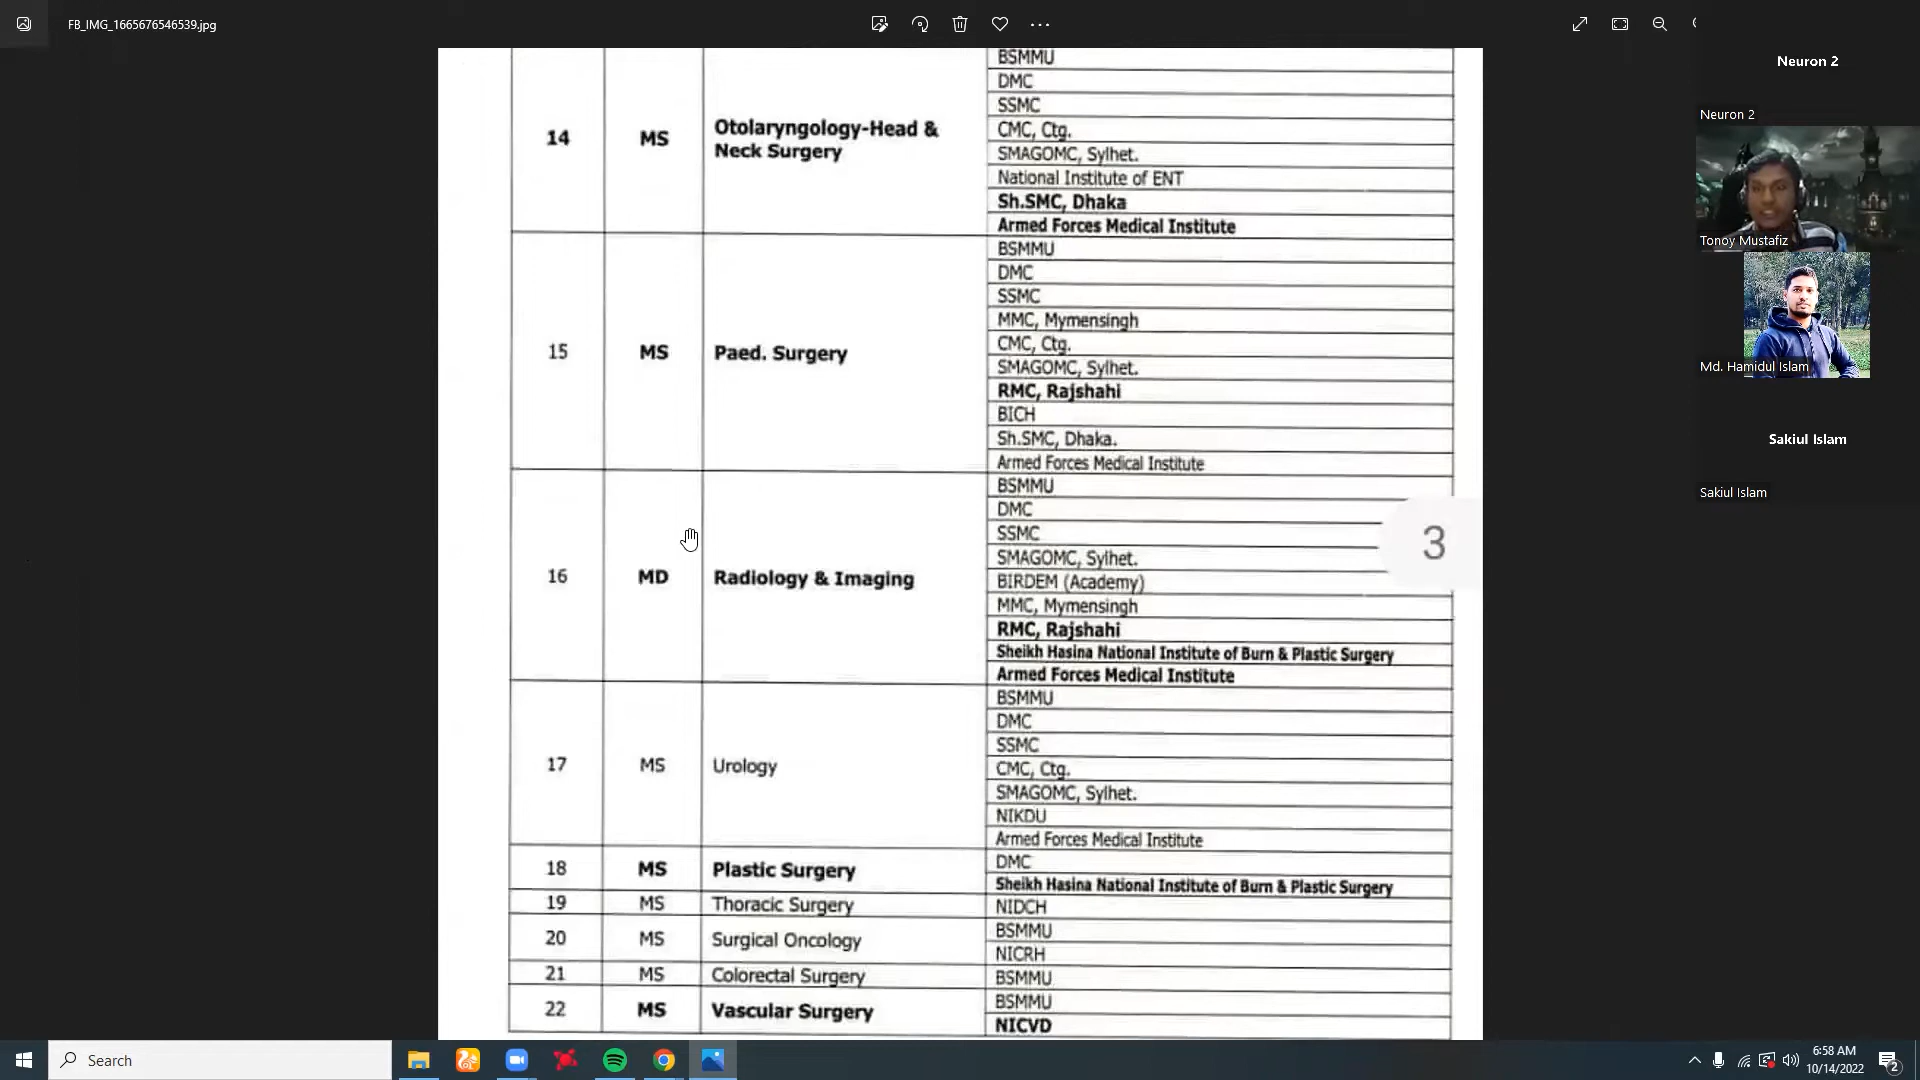 FB_IMG_1665676546539.jpg
Neuron 2
Neuron 2
Tonoy Mustafiz
Md. Hamidul Islam
Sakiul Islam
Sakiul Islam
14 MS Otolaryngology-Head &
Neck Surgery
BSMMU
DMC
SSMC
CMC, Ctg.
SMAGOMC, Sylhet.
National Institute of ENT
Sh.SMC, Dhaka
Armed Forces Medical Institute
15 MS Paed. Surgery
BSMMU
DMC
SSMC
MMC, Mymensingh
CMC, Ctg.
SMAGOMC, Sylhet.
RMC, Rajshahi
BICH
Sh.SMC, Dhaka.
Armed Forces Medical Institute
16 MD Radiology & Imaging
BSMMU
DMC
SSMC
SMAGOMC, Sylhet.
BIRDEM (Academy)
MMC, Mymensingh
RMC, Rajshahi
Sheikh Hasina National Institute of Burn & Plastic Surgery
Armed Forces Medical Institute
3
17 MS Urology
BSMMU
DMC
SSMC
CMC, Ctg.
SMAGOMC, Sylhet.
NIKDU
Armed Forces Medical Institute
18 MS Plastic Surgery
DMC
Sheikh Hasina National Institute of Burn & Plastic Surgery
19 MS Thoracic Surgery NIDCH
20 MS Surgical Oncology
BSMMU
NICRH
21 MS Colorectal Surgery BSMMU
22 MS Vascular Surgery
BSMMU
NICVD
Search
6:58 AM
10/14/2022
2